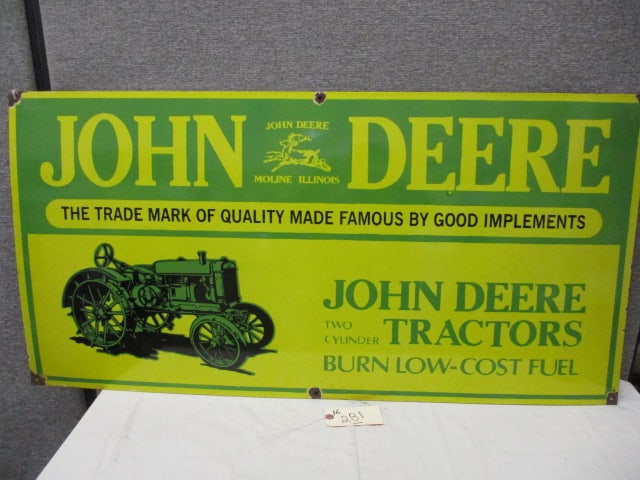 JOHN DEERE
JOHN DEERE
MOLINE ILLINOIS
THE TRADE MARK OF QUALITY MADE FAMOUS BY GOOD IMPLEMENTS
JOHN DEERE
TWO CYLINDER TRACTORS
BURN LOW-COST FUEL
281